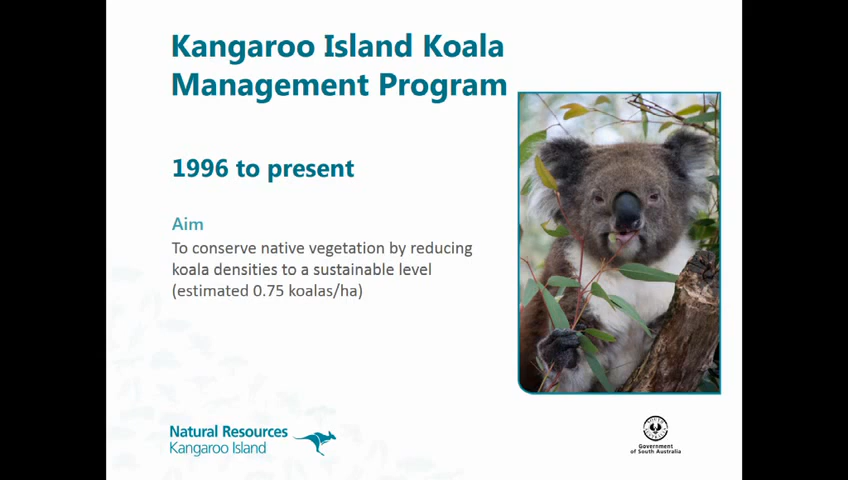 Kangaroo Island Koala
Management Program
1996 to present
Aim
To conserve native vegetation by reducing
koala densities to a sustainable level
(estimated 0.75 koalas/ha)
Natural Resources
Kangaroo Island
Government
of South Australia